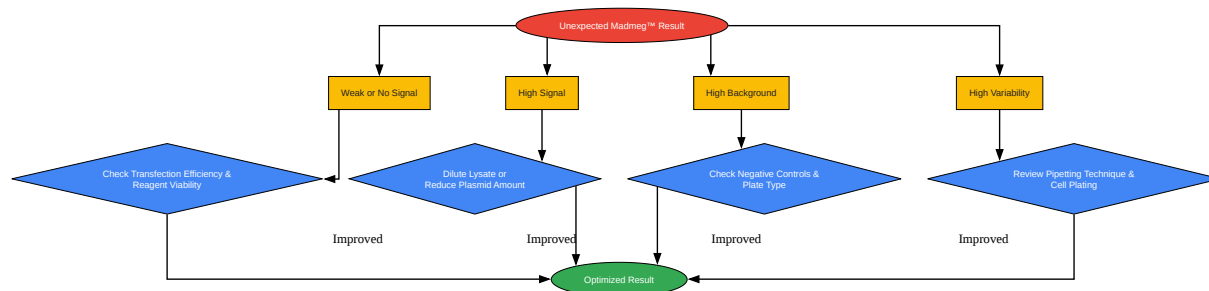 Unexpected Madmeg™ Result
Weak or No Signal
High Signal
High Background
High Variability
Check Transfection Efficiency &
Reagent Viability
Dilute Lysate or
Reduce Plasmid Amount
Check Negative Controls &
Plate Type
Review Pipetting Technique &
Cell Plating
Improved
Improved
Improved
Improved
Optimized Result